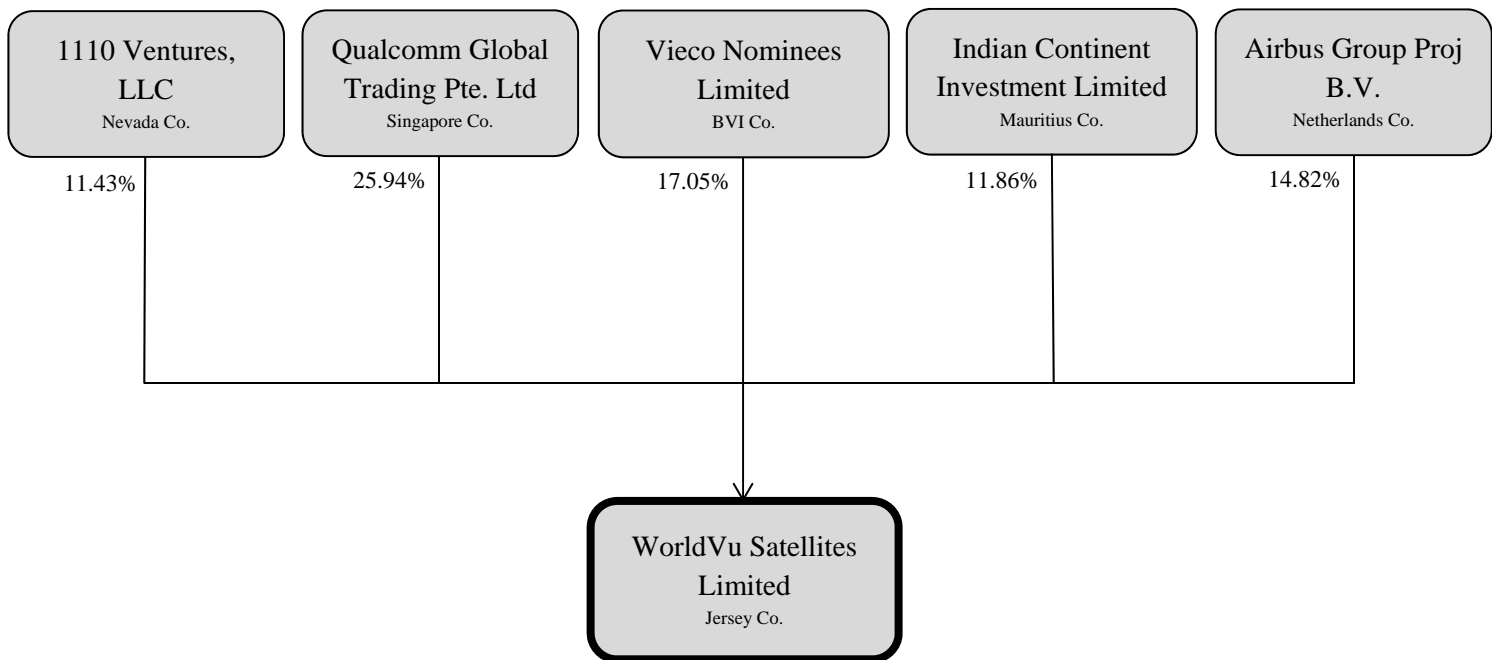 1110 Ventures,
LLC
Nevada Co.
Qualcomm Global
Trading Pte. Ltd
Singapore Co.
Vieco Nominees
Limited
BVI Co.
Indian Continent
Investment Limited
Mauritius Co.
Airbus Group Proj
B.V.
Netherlands Co.
11.43%
25.94%
17.05%
11.86%
14.82%
WorldVu Satellites
Limited
Jersey Co.